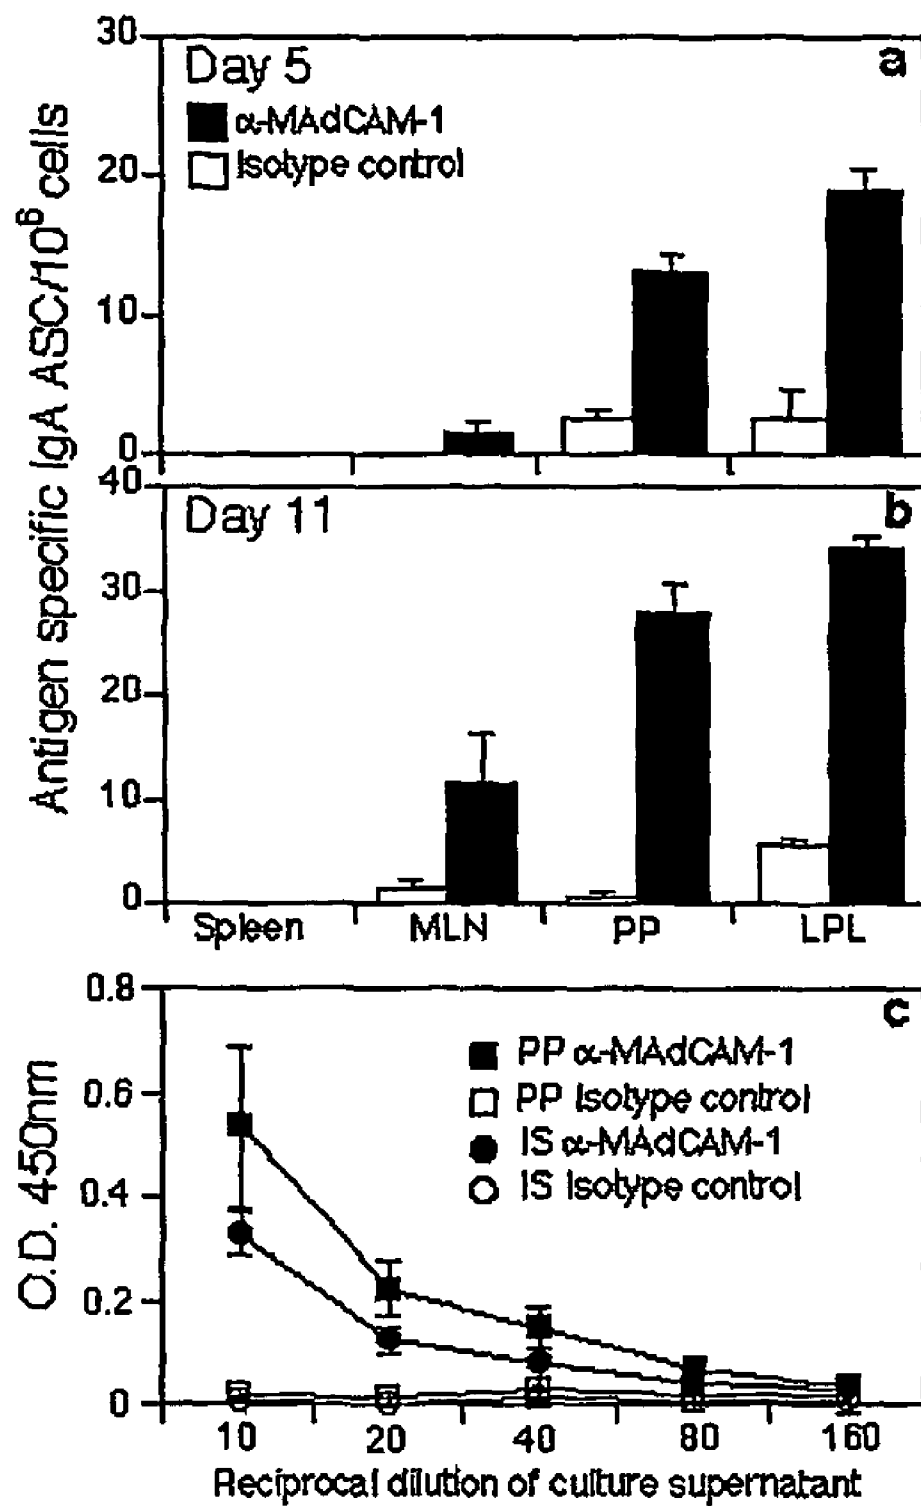 Antigen specific IgA ASC/10⁶ cells
30
20
10
0
Day 5
a
α-MAdCAM-1
Isotype control
40
30
20
10
0
Day 11
b
Spleen MLN PP LPL
O.D. 450nm
0.8
0.6
0.4
0.2
0
c
PP α-MAdCAM-1
PP Isotype control
IS α-MAdCAM-1
IS Isotype control
10 20 40 80 160
Reciprocal dilution of culture supernatant